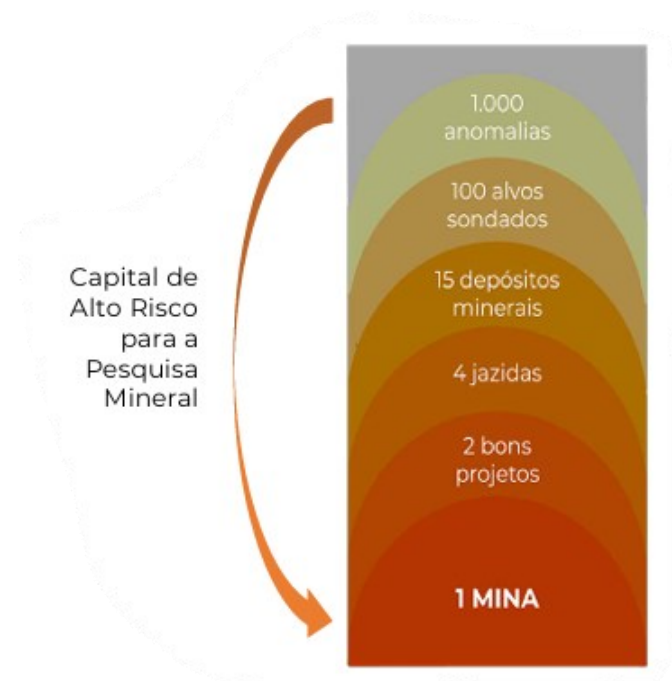 Capital de
Alto Risco
para a
Pesquisa
Mineral
1.000
anomalias
100 alvos
sondados
15 depósitos
minerais
4 jazidas
2 bons
projetos
1 MINA